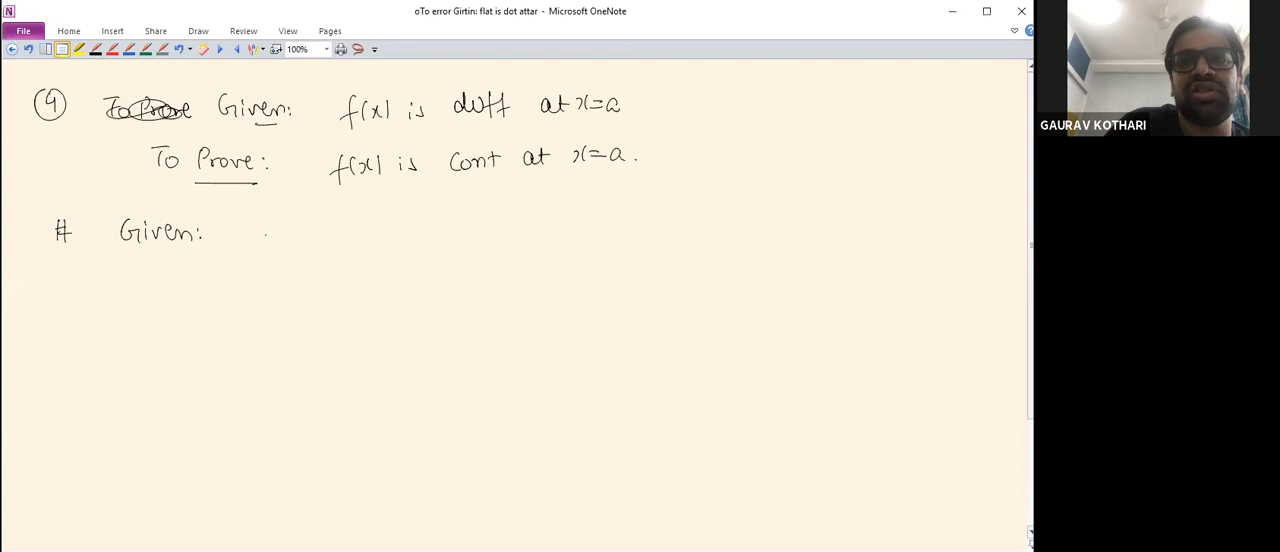 oTo error Girtin: flat is dot attar - Microsoft OneNote
File Home Insert Share Draw Review View Pages
100%
GAURAV KOTHARI
④ To Prove Given: f(x) is diff at x=a
To Prove: f(x) is cont at x=a.
# Given: